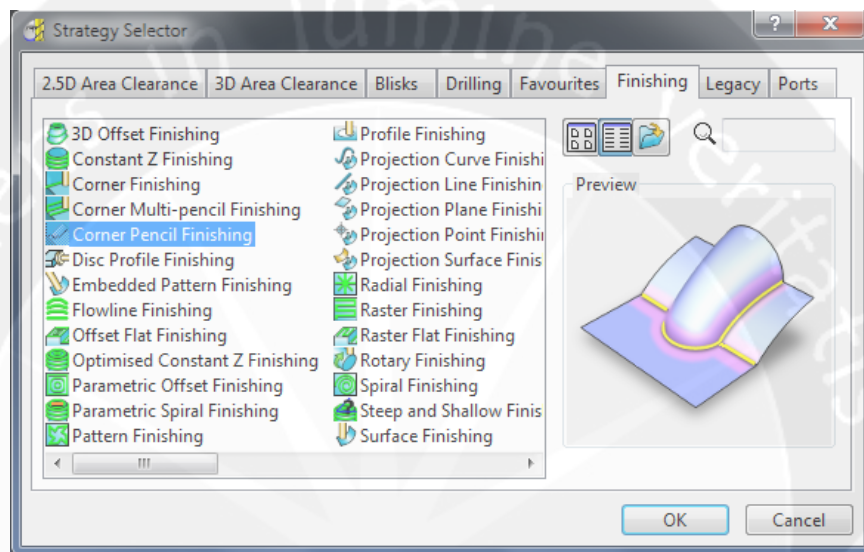 Strategy Selector
2.5D Area Clearance 3D Area Clearance Blisks Drilling Favourites Finishing Legacy Ports
3D Offset Finishing
Constant Z Finishing
Corner Finishing
Corner Multi-pencil Finishing
Corner Pencil Finishing
Disc Profile Finishing
Embedded Pattern Finishing
Flowline Finishing
Offset Flat Finishing
Optimised Constant Z Finishing
Parametric Offset Finishing
Parametric Spiral Finishing
Pattern Finishing
Profile Finishing
Projection Curve Finishi
Projection Line Finishin
Projection Plane Finishi
Projection Point Finishin
Projection Surface Finis
Radial Finishing
Raster Finishing
Raster Flat Finishing
Rotary Finishing
Spiral Finishing
Steep and Shallow Finis
Surface Finishing
Preview
OK Cancel
in lumine veritat